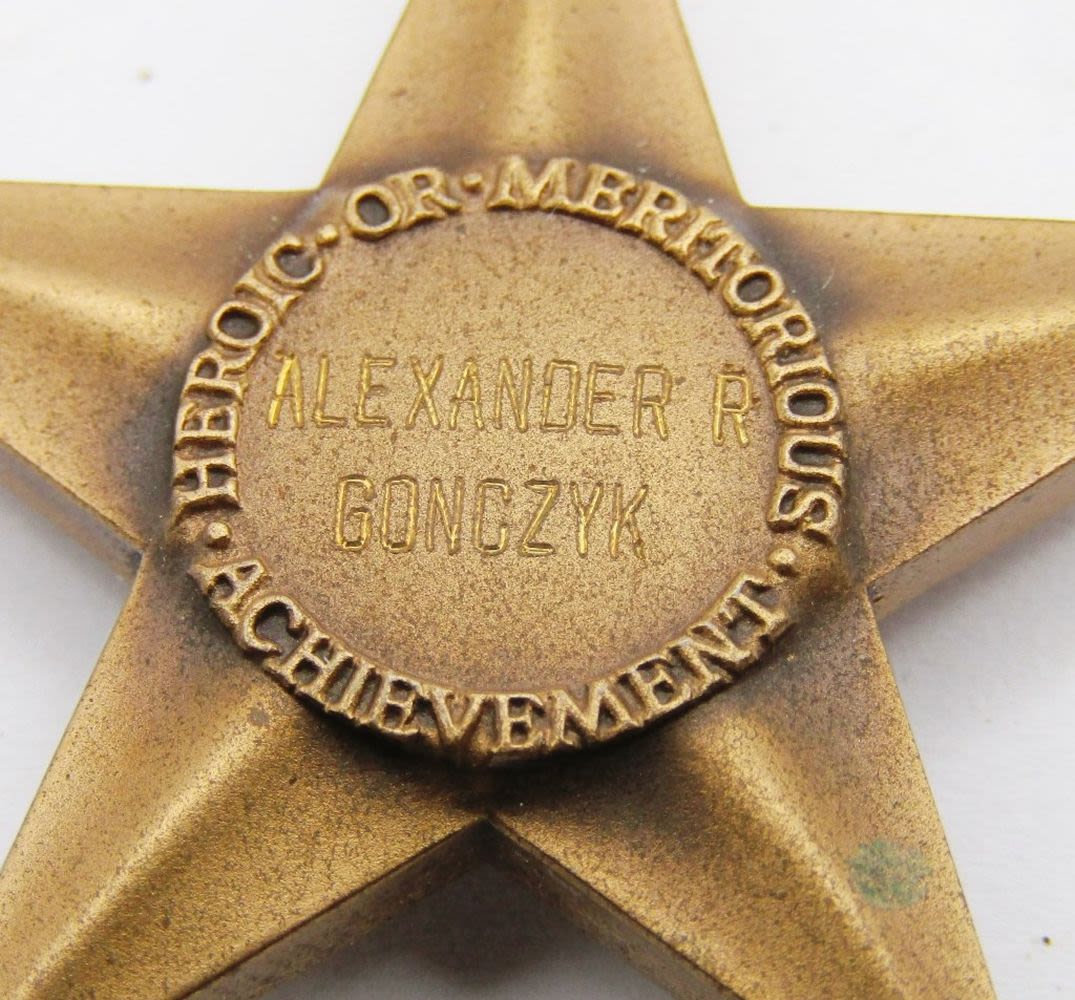 HEROIC · OR · MERITORIOUS · ACHIEVEMENT ·
ALEXANDER R
GONCZYK